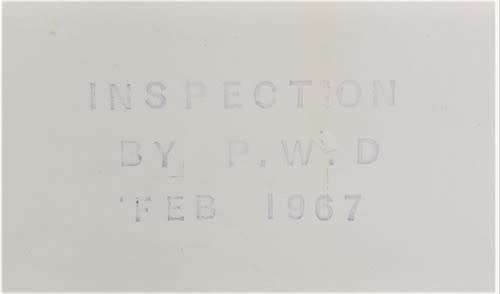 INSPECTION
BY P.W.D
FEB 1967